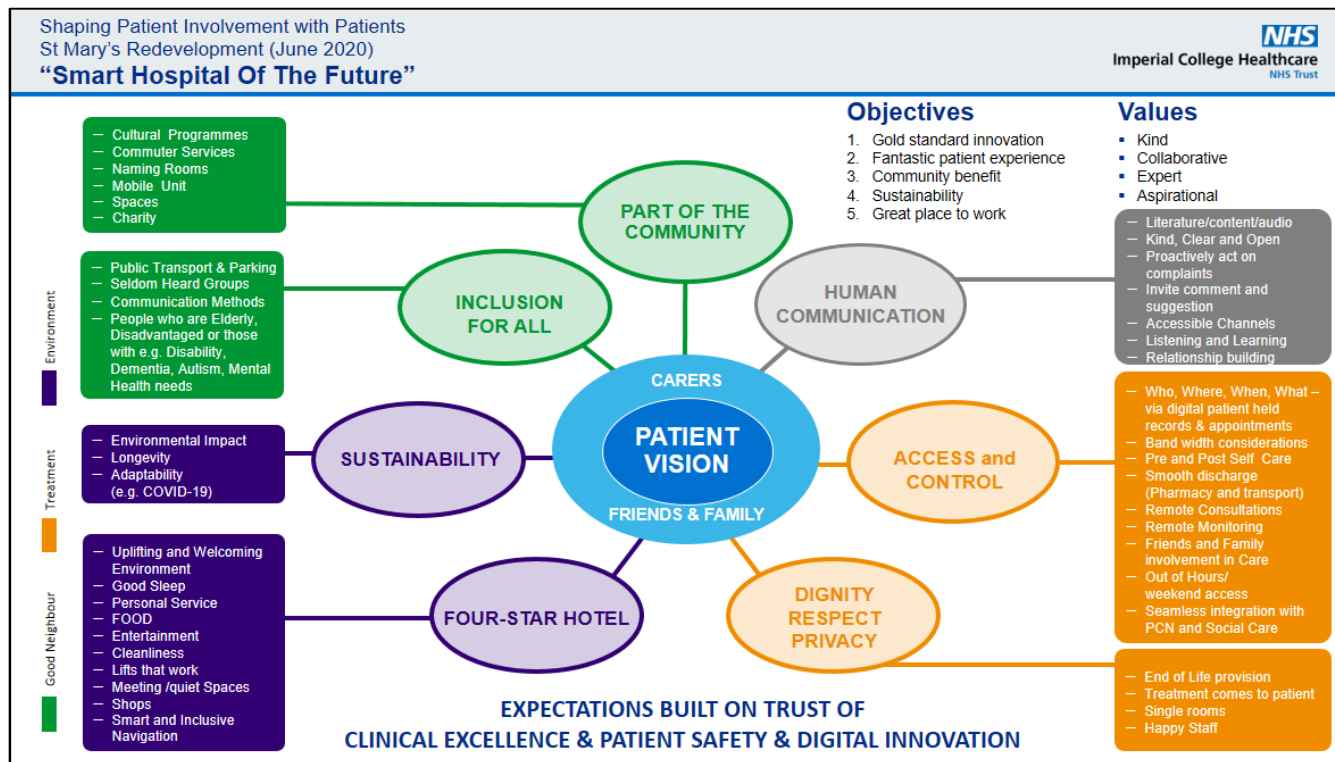 Shaping Patient Involvement with Patients
St Mary's Redevelopment (June 2020)
"Smart Hospital Of The Future"
NHS
Imperial College Healthcare
NHS Trust
Objectives
1. Gold standard innovation
2. Fantastic patient experience
3. Community benefit
4. Sustainability
5. Great place to work
Values
▪ Kind
▪ Collaborative
▪ Expert
▪ Aspirational
– Cultural Programmes
– Commuter Services
– Naming Rooms
– Mobile Unit
– Spaces
– Charity
PART OF THE
COMMUNITY
– Public Transport & Parking
– Seldom Heard Groups
– Communication Methods
– People who are Elderly,
Disadvantaged or those
with e.g. Disability,
Dementia, Autism, Mental
Health needs
INCLUSION
FOR ALL
HUMAN
COMMUNICATION
– Literature/content/audio
– Kind, Clear and Open
– Proactively act on
complaints
– Invite comment and
suggestion
– Accessible Channels
– Listening and Learning
– Relationship building
– Environmental Impact
– Longevity
– Adaptability
(e.g. COVID-19)
SUSTAINABILITY
CARERS
PATIENT
VISION
FRIENDS & FAMILY
ACCESS and
CONTROL
– Who, Where, When, What –
via digital patient held
records & appointments
– Band width considerations
– Pre and Post Self Care
– Smooth discharge
(Pharmacy and transport)
– Remote Consultations
– Remote Monitoring
– Friends and Family
involvement in Care
– Out of Hours/
weekend access
– Seamless integration with
PCN and Social Care
– Uplifting and Welcoming
Environment
– Good Sleep
– Personal Service
– FOOD
– Entertainment
– Cleanliness
– Lifts that work
– Meeting /quiet Spaces
– Shops
– Smart and Inclusive
Navigation
FOUR-STAR HOTEL
DIGNITY
RESPECT
PRIVACY
– End of Life provision
– Treatment comes to patient
– Single rooms
– Happy Staff
Environment
Treatment
Good Neighbour
EXPECTATIONS BUILT ON TRUST OF
CLINICAL EXCELLENCE & PATIENT SAFETY & DIGITAL INNOVATION